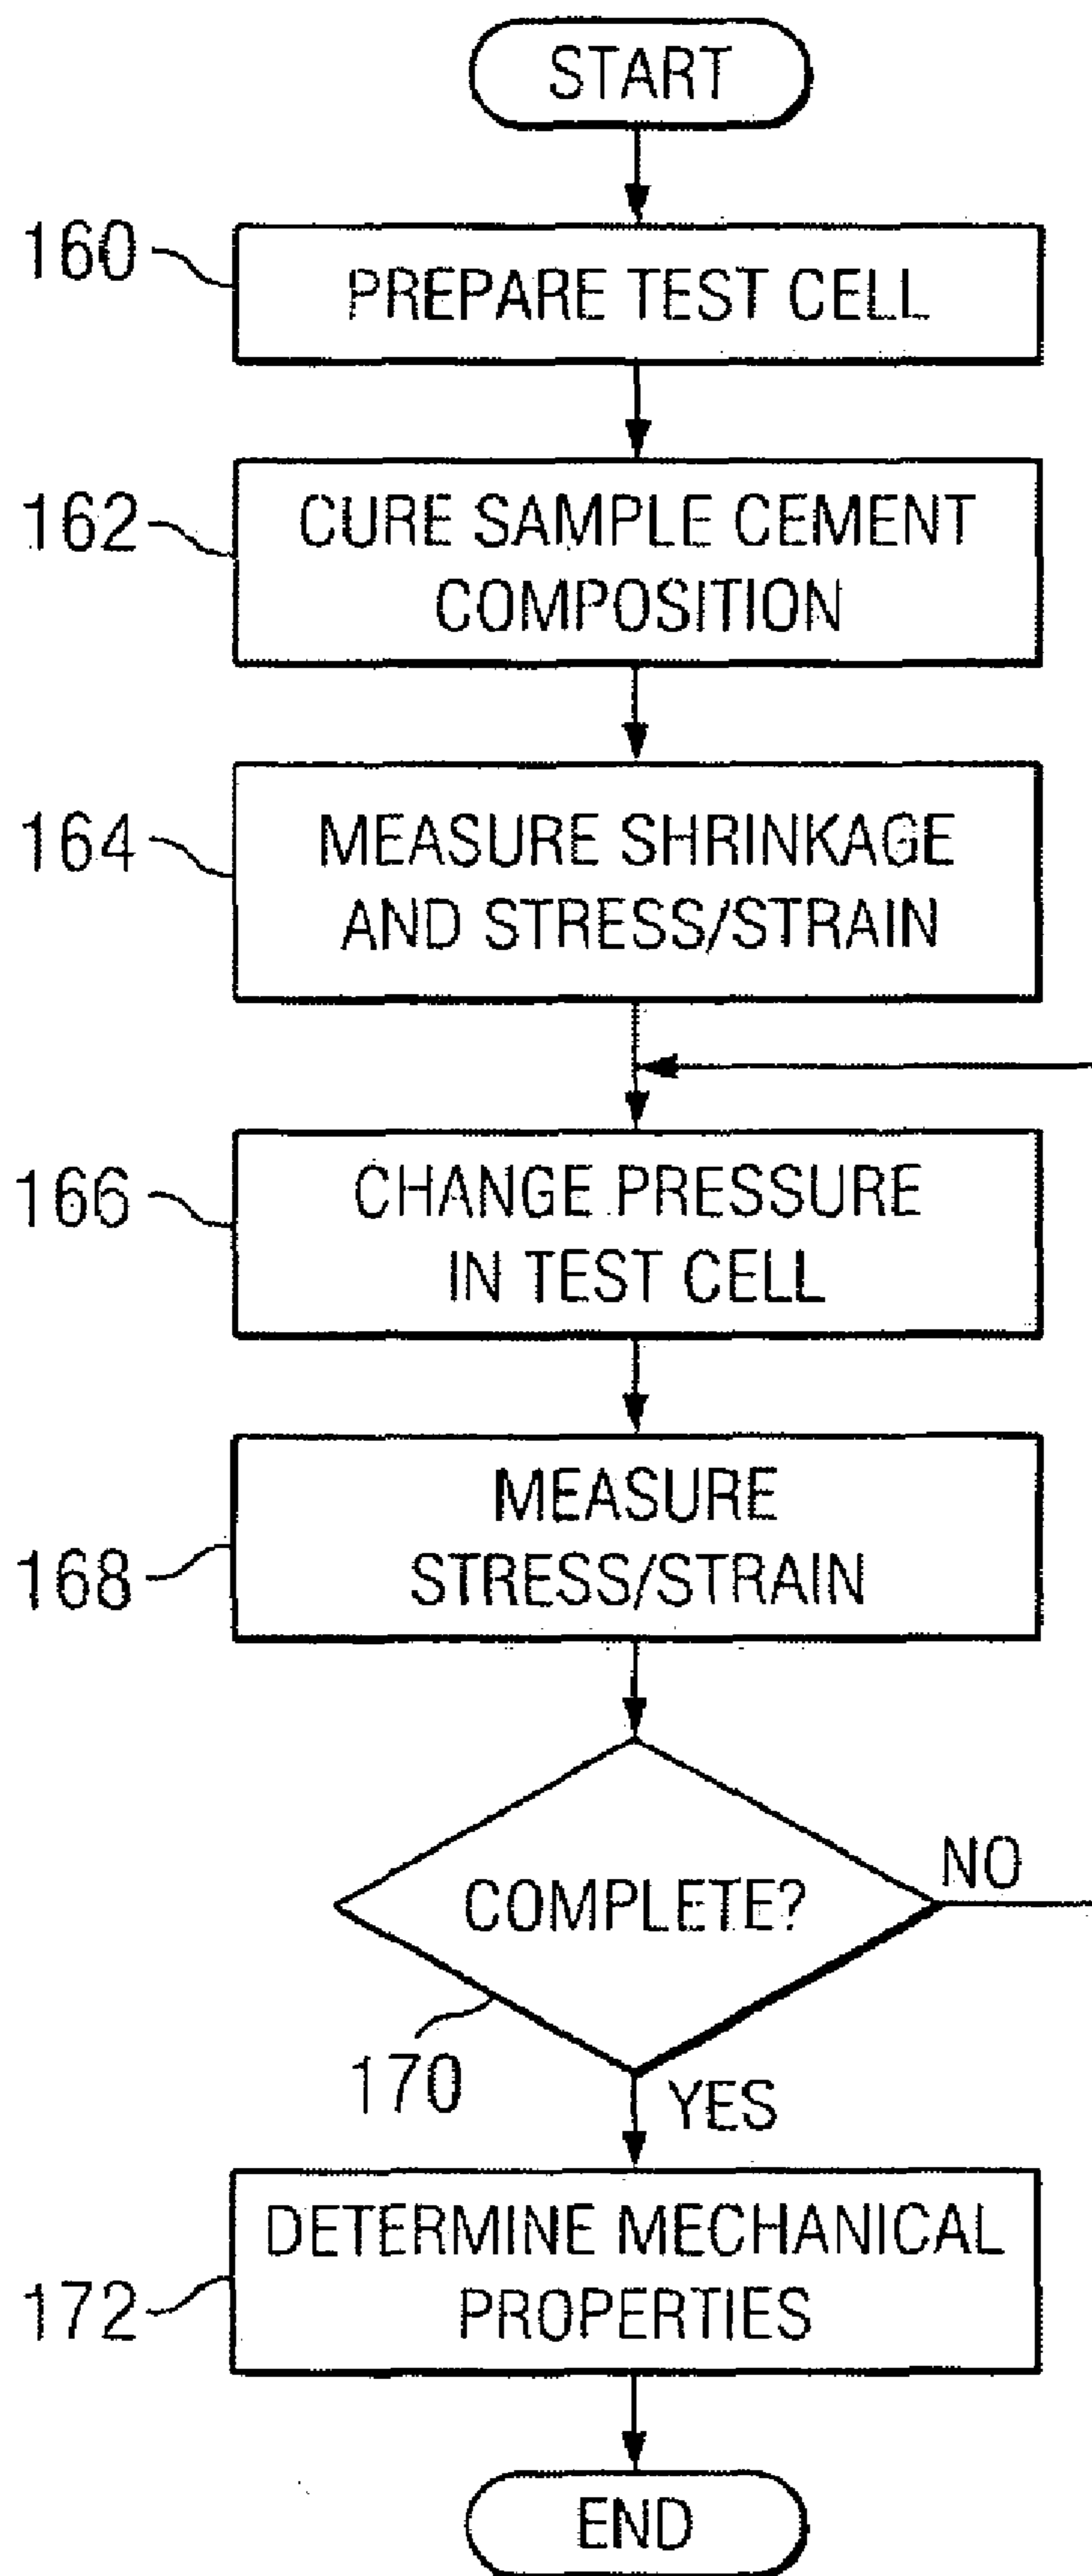 START
160
PREPARE TEST CELL
162
CURE SAMPLE CEMENT
COMPOSITION
164
MEASURE SHRINKAGE
AND STRESS/STRAIN
166
CHANGE PRESSURE
IN TEST CELL
168
MEASURE
STRESS/STRAIN
COMPLETE?
NO
170
YES
172
DETERMINE MECHANICAL
PROPERTIES
END